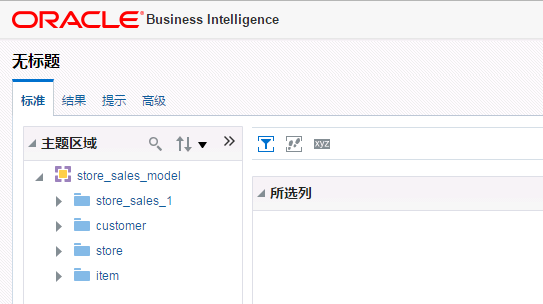 ORACLE Business Intelligence
无标题
标准 结果 提示 高级
主题区域
xyz
store_sales_model
所选列
store_sales_1
customer
store
item